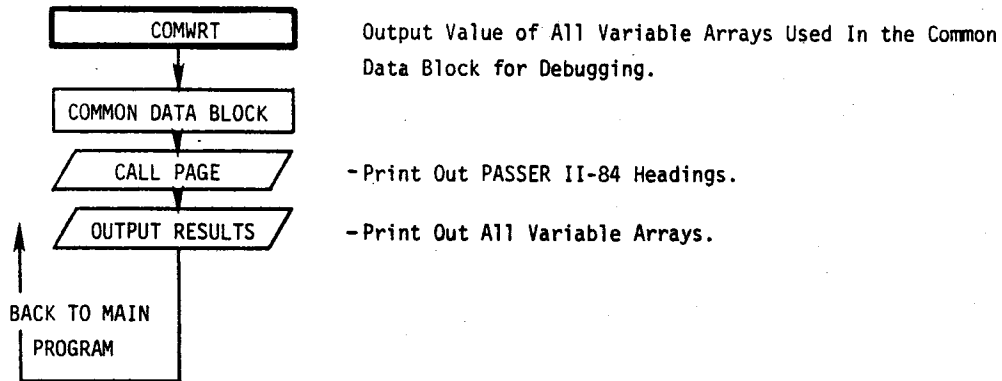 COMWRT
Output Value of All Variable Arrays Used In the Common
Data Block for Debugging.
COMMON DATA BLOCK
CALL PAGE
-Print Out PASSER II-84 Headings.
OUTPUT RESULTS
-Print Out All Variable Arrays.
BACK TO MAIN
PROGRAM